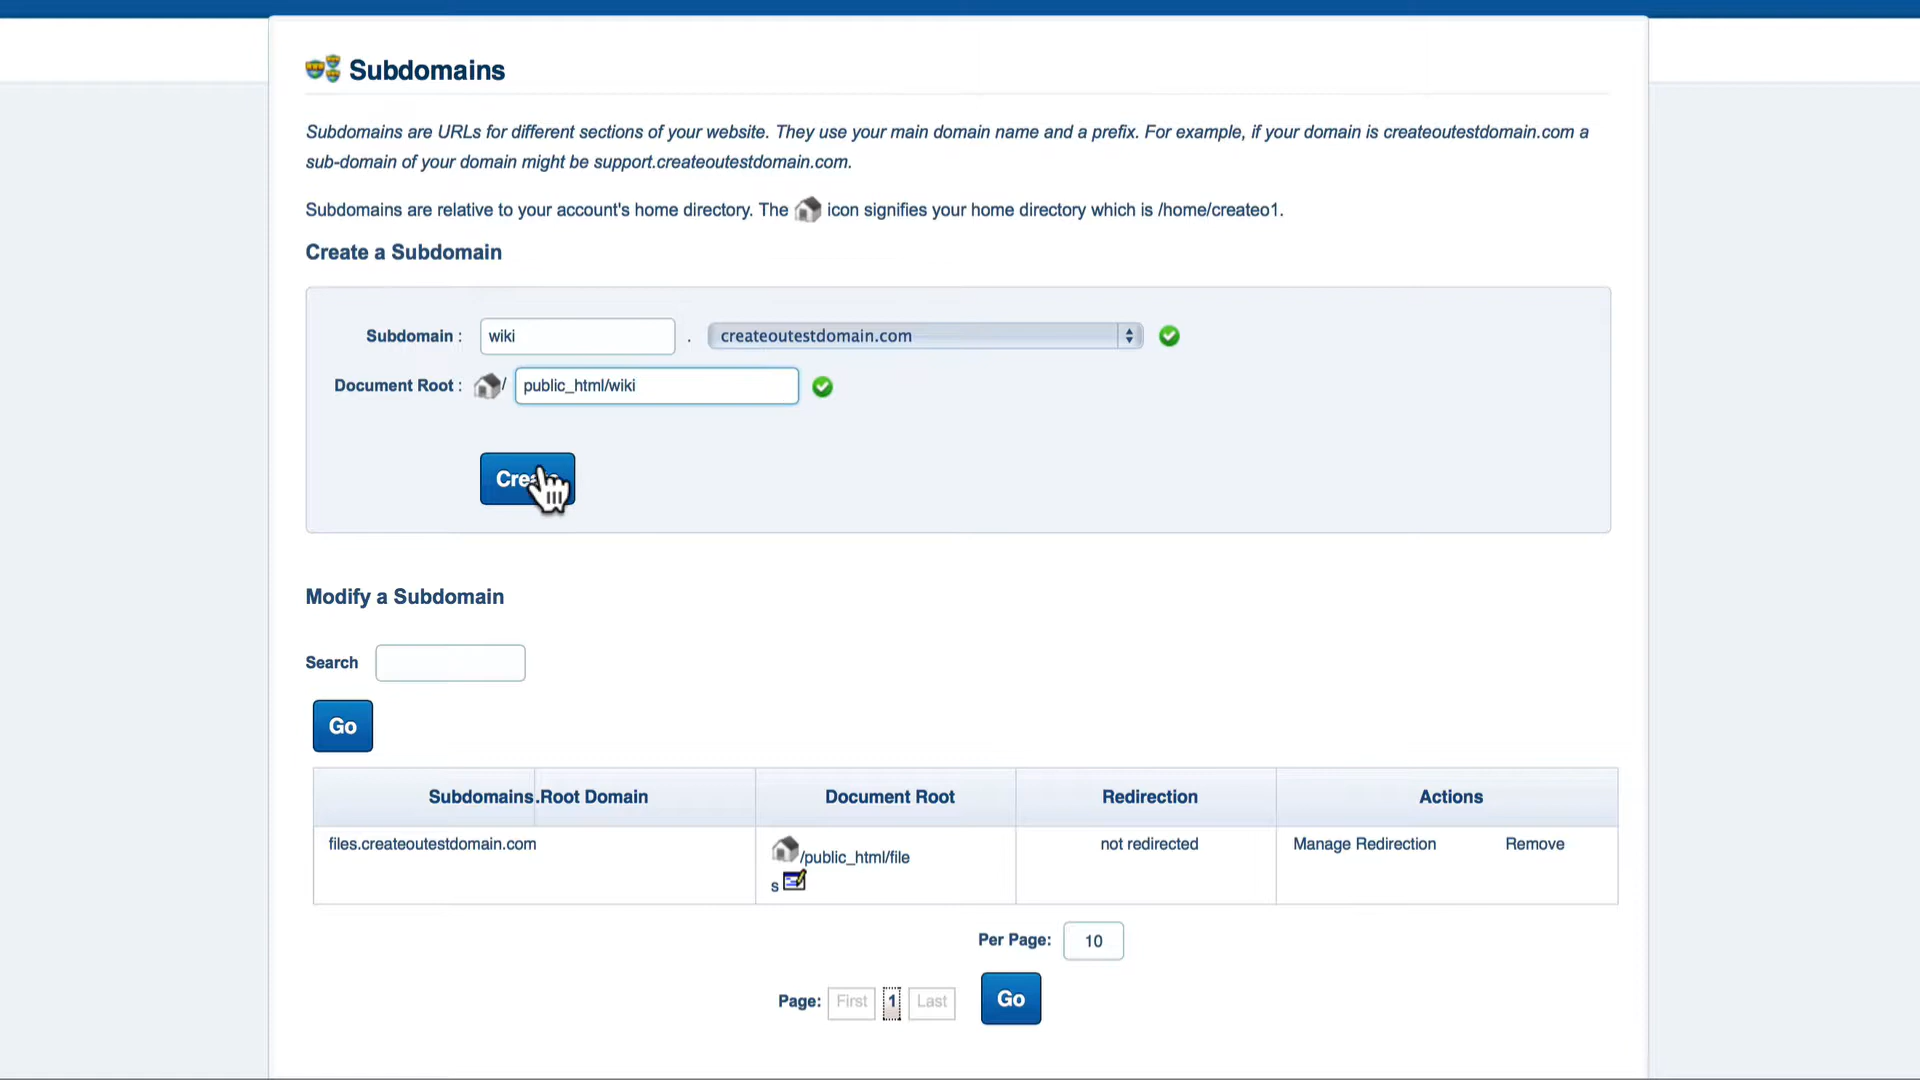 Subdomains
Subdomains are URLs for different sections of your website. They use your main domain name and a prefix. For example, if your domain is createoutestdomain.com a
sub-domain of your domain might be support.createoutestdomain.com.
Subdomains are relative to your account's home directory. The icon signifies your home directory which is /home/createo1.
Create a Subdomain
Subdomain : wiki . createoutestdomain.com
Document Root : / public_html/wiki
Modify a Subdomain
Search
Go
Subdomains.Root Domain Document Root Redirection Actions
files.createoutestdomain.com /public_html/file not redirected Manage Redirection Remove
s
Per Page: 10
Page: First 1 Last Go